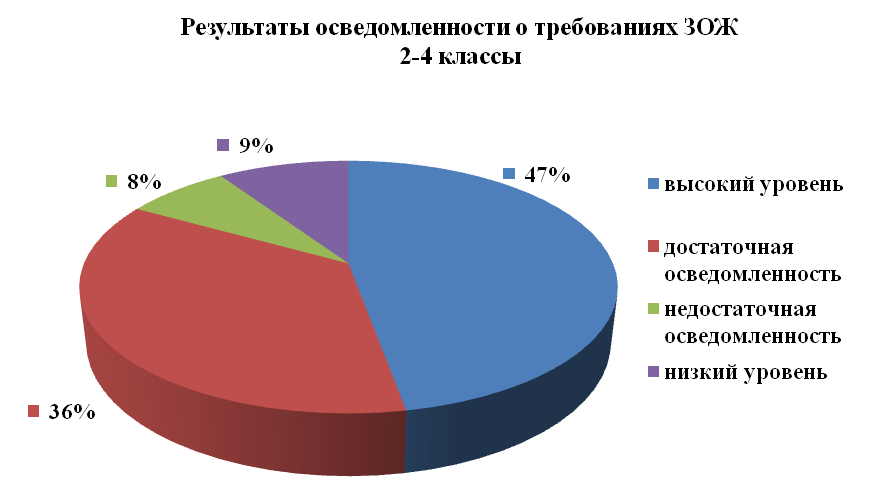 Результаты осведомленности о требованиях ЗОЖ
2-4 классы
9%
8%
47%
36%
высокий уровень
достаточная
осведомленность
недостаточная
осведомленность
низкий уровень